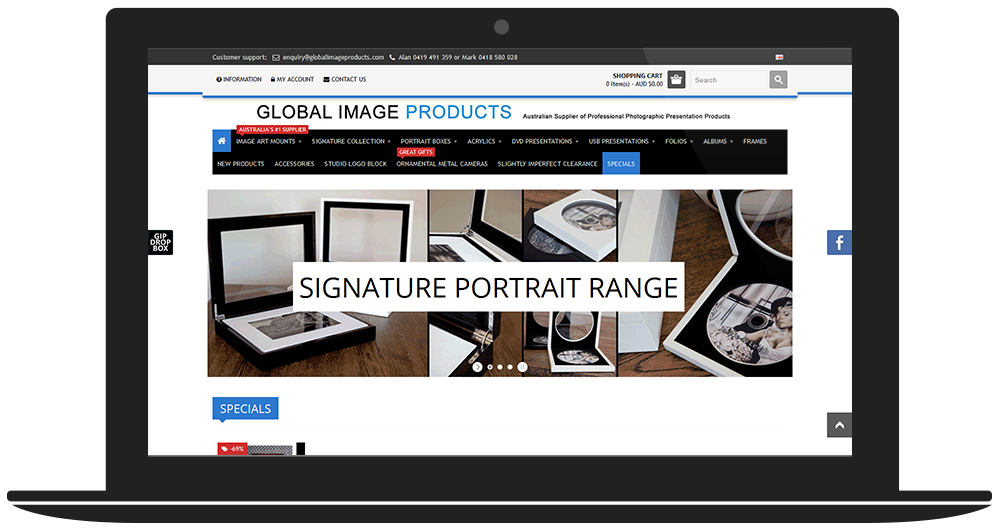 Customer support: enquiry@globalimageproducts.com Alan 0419 491 359 or Mark 0418 580 028
INFORMATION MY ACCOUNT CONTACT US
SHOPPING CART
0 item(s) - AUD $0.00
Search
GLOBAL IMAGE PRODUCTS Australian Supplier of Professional Photographic Presentation Products
AUSTRALIA'S #1 SUPPLIER
IMAGE ART MOUNTS SIGNATURE COLLECTION PORTRAIT BOXES ACRYLICS DVD PRESENTATIONS USB PRESENTATIONS FOLIOS ALBUMS FRAMES
GREAT GIFTS
NEW PRODUCTS ACCESSORIES STUDIO LOGO BLOCK ORNAMENTAL METAL CAMERAS SLIGHTLY IMPERFECT CLEARANCE SPECIALS
GIP
DROP
BOX
f
SIGNATURE PORTRAIT RANGE
SPECIALS
-69%